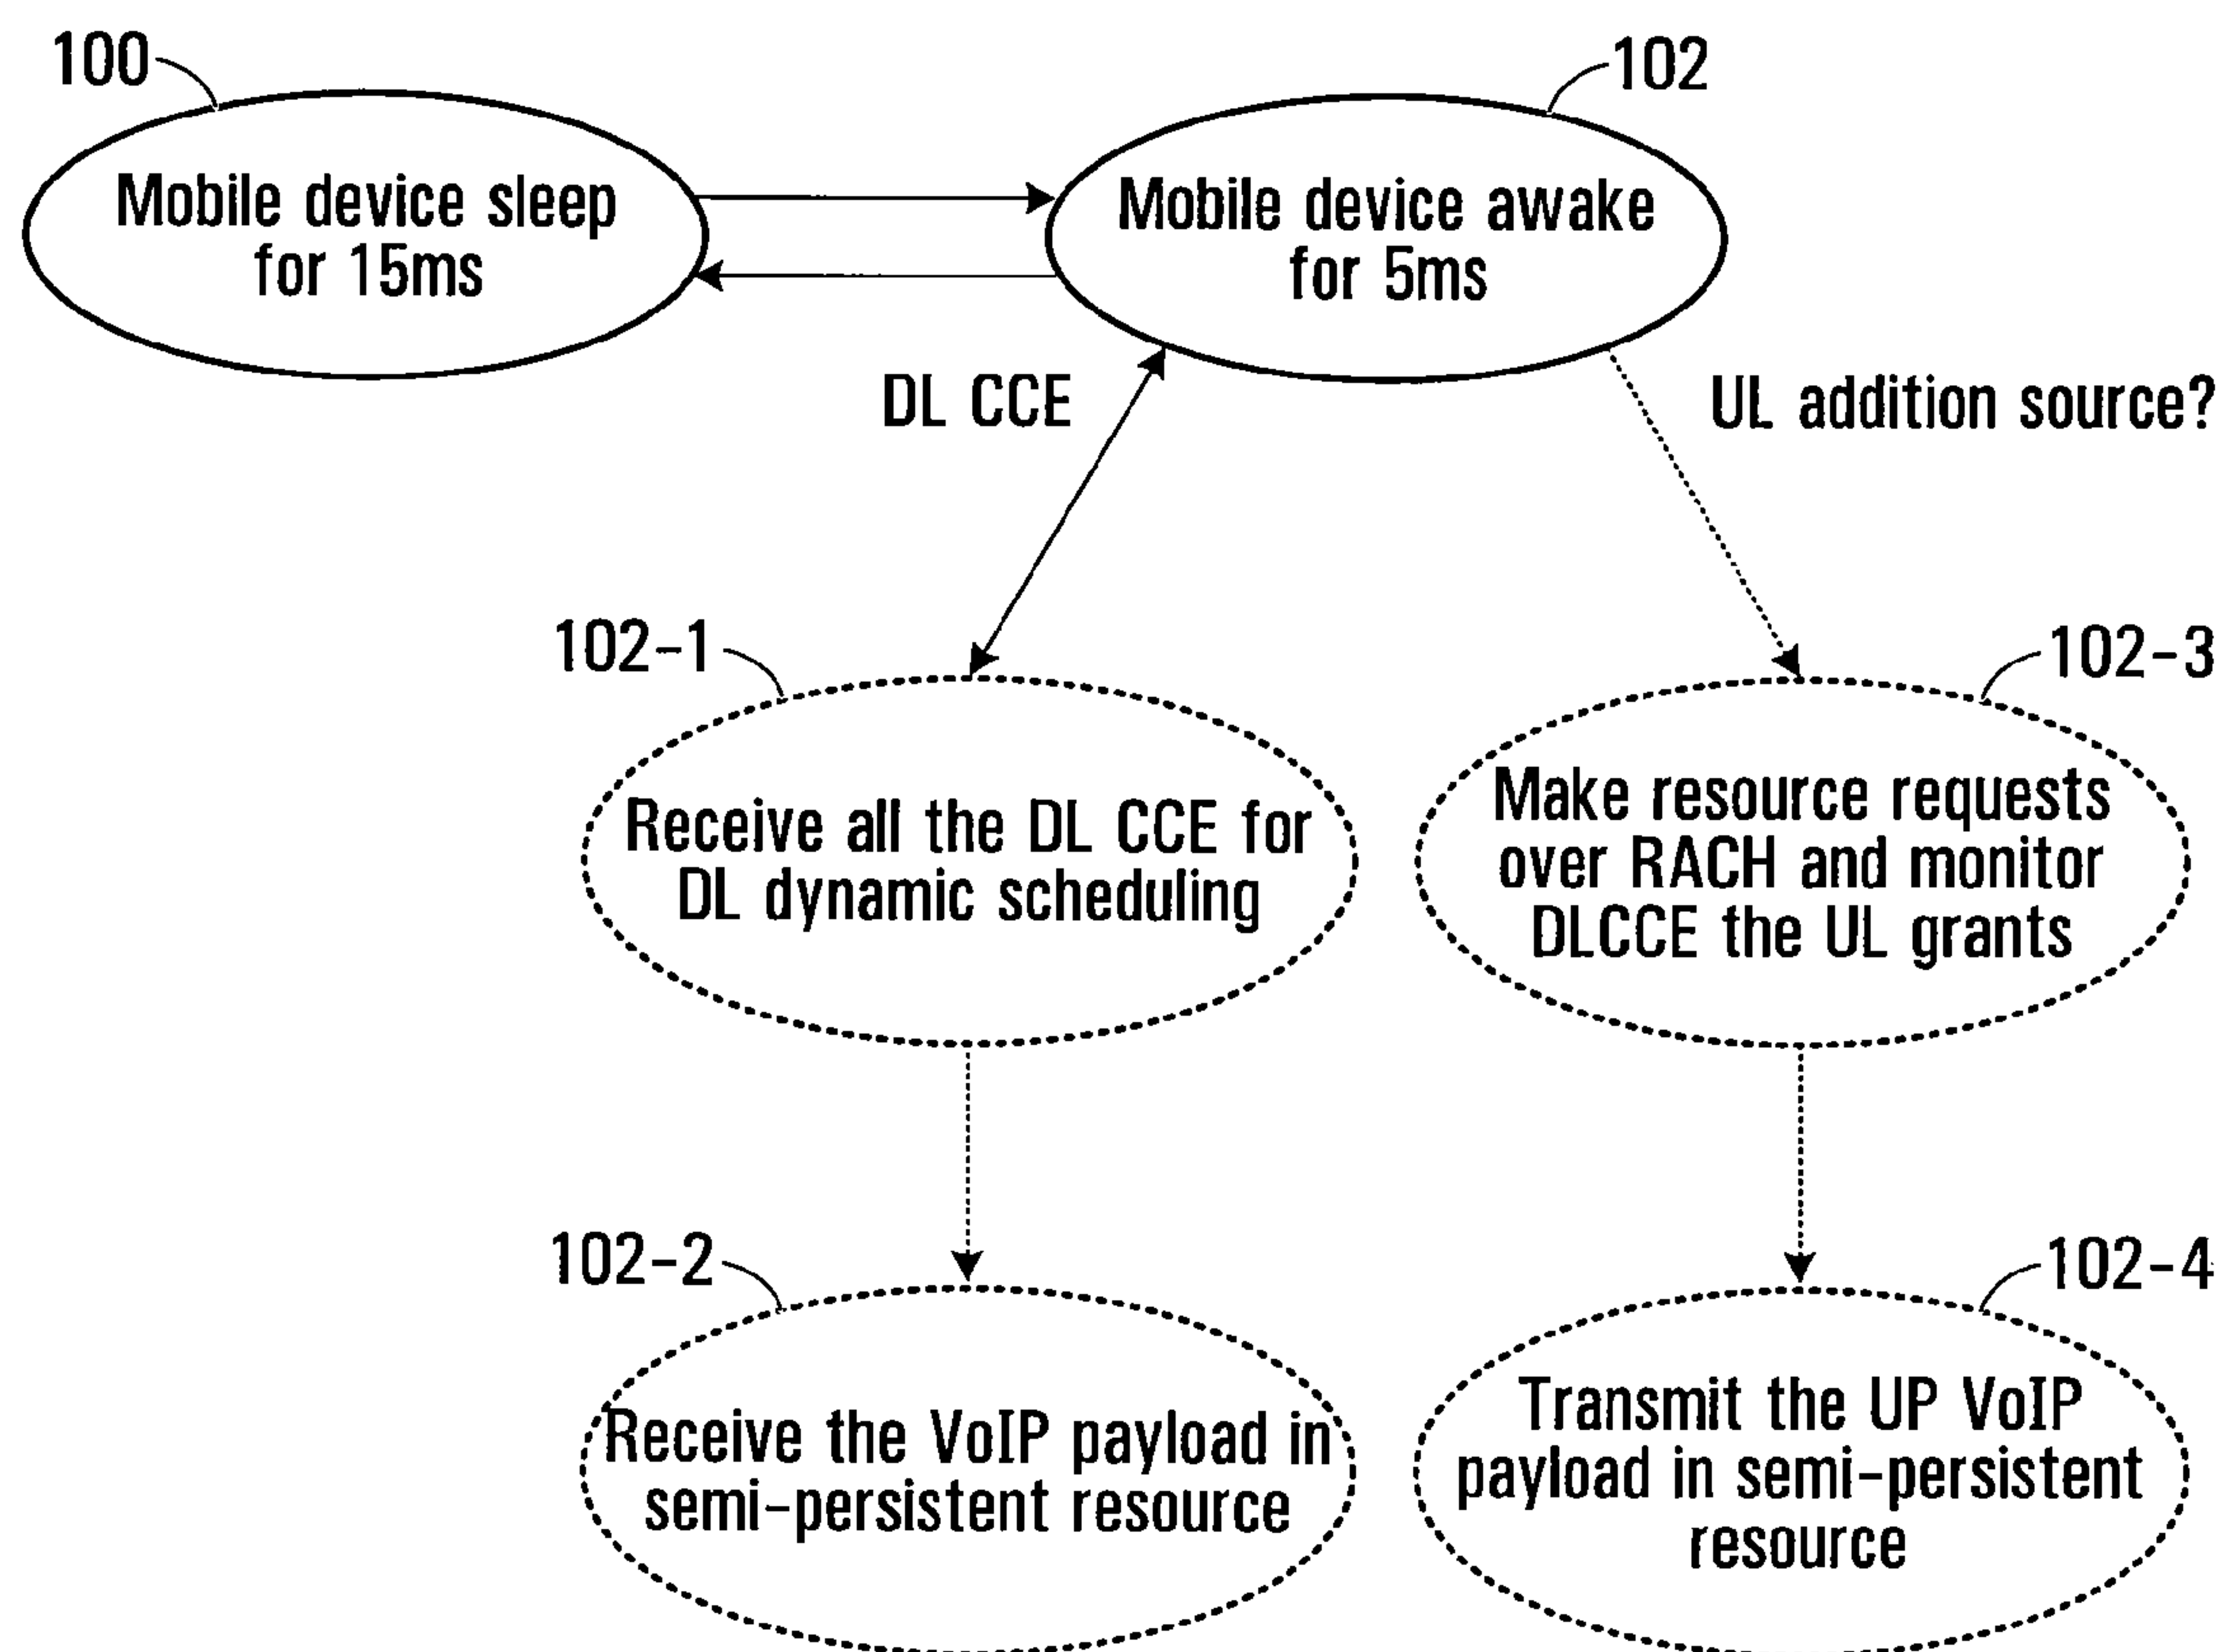 100
102
Mobile device sleep
for 15ms
Mobile device awake
for 5ms
DL CCE
UL addition source?
102-1
102-3
Receive all the DL CCE for
DL dynamic scheduling
Make resource requests
over RACH and monitor
DLCCE the UL grants
102-2
102-4
Receive the VoIP payload in
semi-persistent resource
Transmit the UP VoIP
payload in semi-persistent
resource